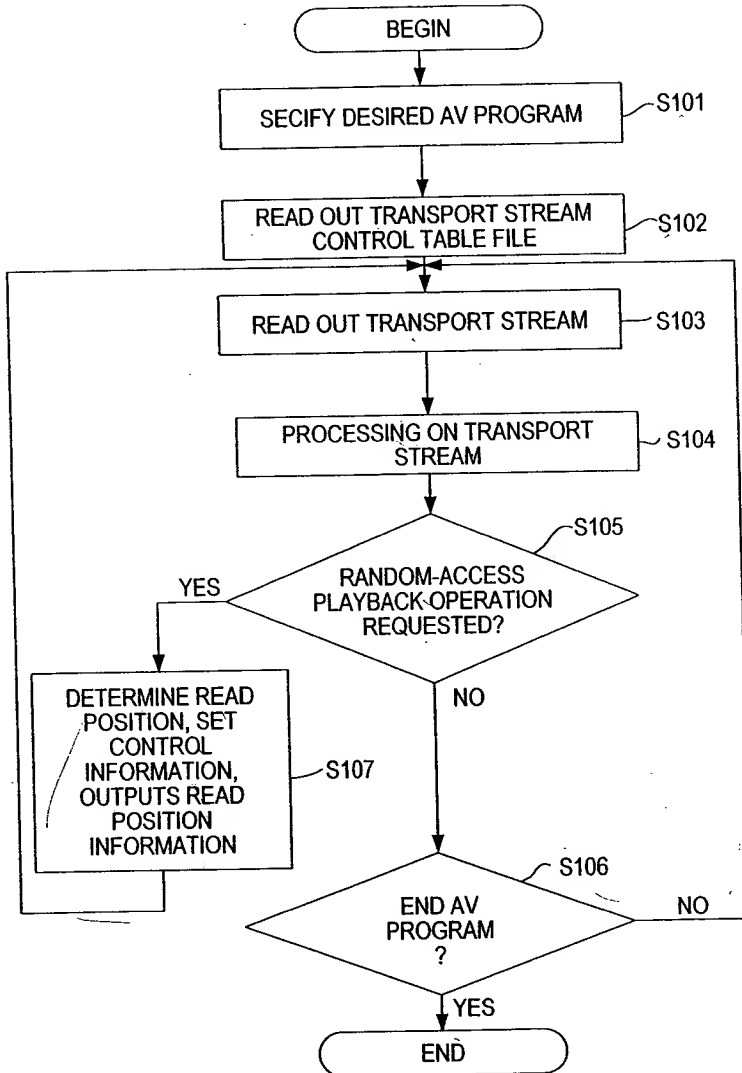 BEGIN
SECIFY DESIRED AV PROGRAM
S101
READ OUT TRANSPORT STREAM
CONTROL TABLE FILE
S102
READ OUT TRANSPORT STREAM
S103
PROCESSING ON TRANSPORT
STREAM
S104
S105
RANDOM-ACCESS
PLAYBACK OPERATION
REQUESTED?
YES
NO
DETERMINE READ
POSITION, SET
CONTROL
INFORMATION,
OUTPUTS READ
POSITION
INFORMATION
S107
S106
END AV
PROGRAM
?
NO
YES
END